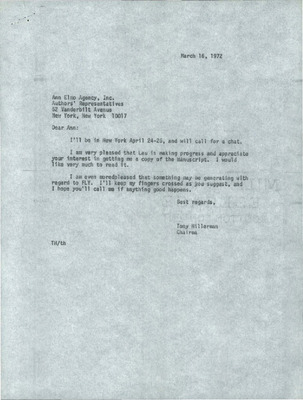 March 16, 1972
Ann Elmo Agency, Inc.
Authors' Representatives
52 Vanderbilt Avenue
New York, New York 10017
Dear Ann:
I'll be in New York April 24-25, and will call for a chat.
I am very pleased that Lew is making progress and appreciate
your interest in getting me a copy of the manuscript. I would
like very much to read it.
I am even morepleased that something may be generating with
regard to FLY. I'll keep my fingers crossed as you suggest, and
I hope you'll call me if anything good happens.
Best regards,
Tony Hillerman
Chairman
TH/